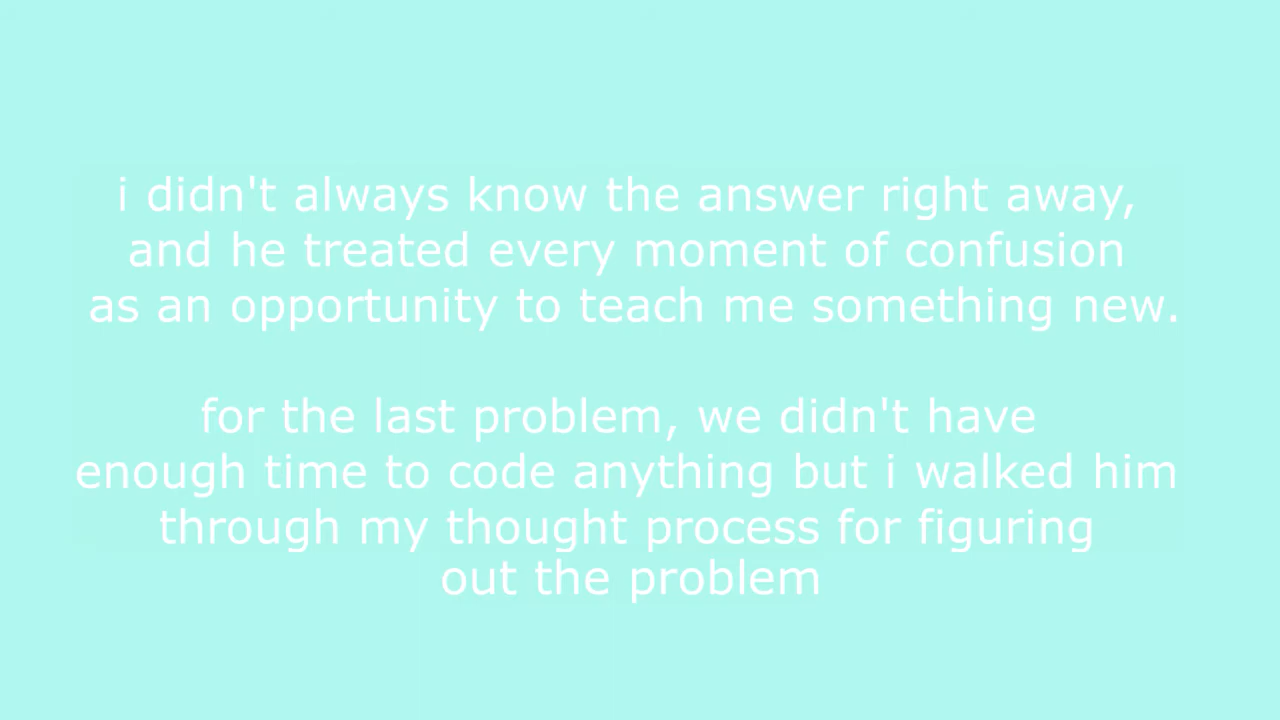 i didn't always know the answer right away,
and he treated every moment of confusion
as an opportunity to teach me something new.
for the last problem, we didn't have
enough time to code anything but i walked him
through my thought process for figuring
out the problem